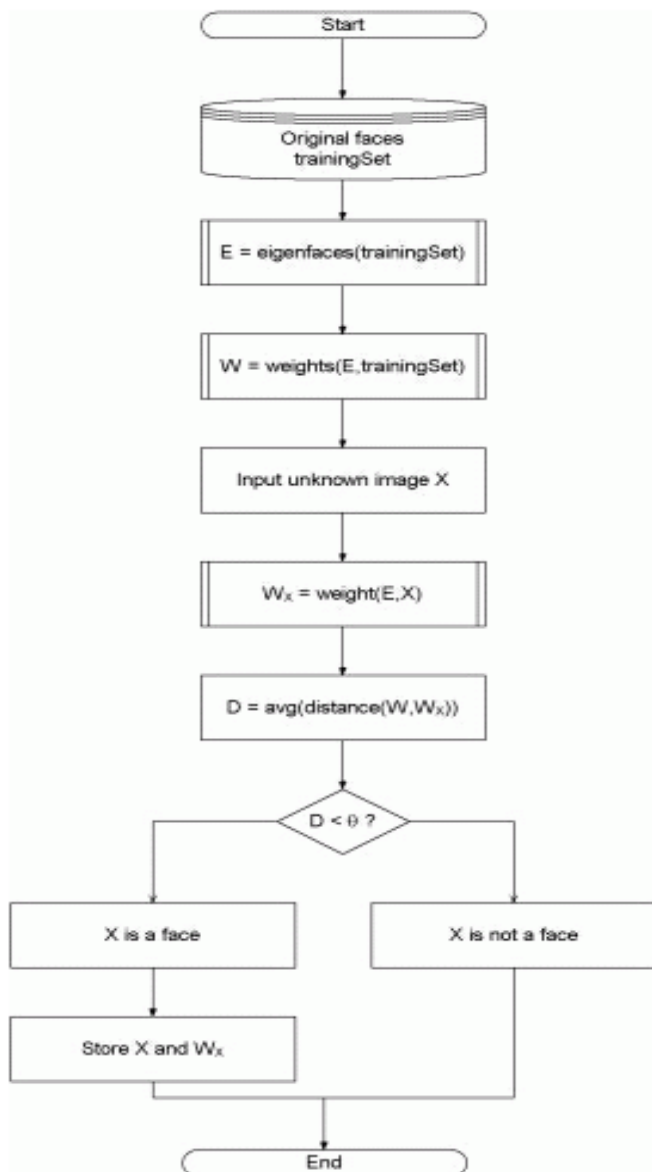 Start
Original faces
trainingSet
E = eigenfaces(trainingSet)
W = weights(E,trainingSet)
Input unknown image X
Wₓ = weight(E,X)
D = avg(distance(W,Wₓ))
D < θ ?
X is a face
X is not a face
Store X and Wₓ
End